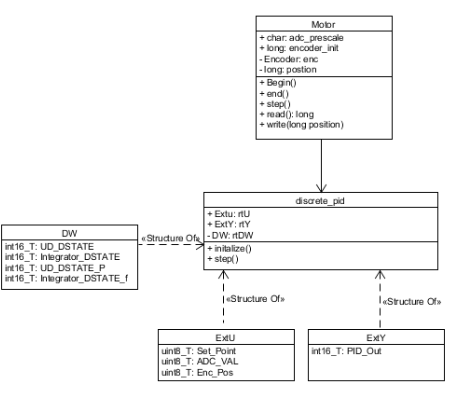 Motor
+ char: adc_prescale
+ long: encoder_init
- Encoder: enc
- long: postion
+ Begin()
+ end()
+ step()
+ read(): long
+ write(long position)
discrete_pid
+ Extu: rtU
+ ExtY: rtY
- DW: rtDW
+ initalize()
+ step()
DW
int16_T: UD_DSTATE
int16_T: Integrator_DSTATE
int16_T: UD_DSTATE_P
int16_T: Integrator_DSTATE_f
«Structure Of»
«Structure Of»
«Structure Of»
ExtU
uint8_T: Set_Point
uint8_T: ADC_VAL
uint8_T: Enc_Pos
ExtY
int16_T: PID_Out